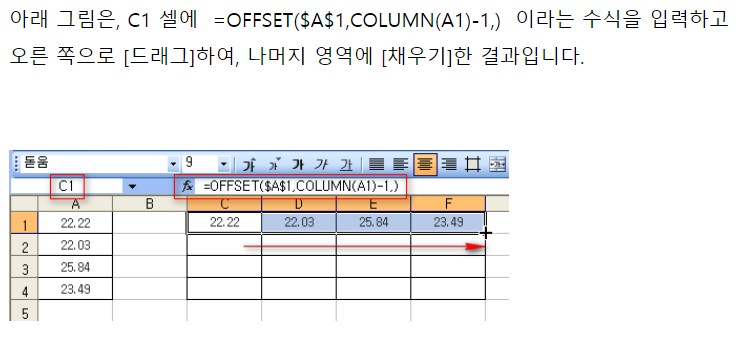 아래 그림은, C1 셀에 =OFFSET($A$1,COLUMN(A1)-1,) 이라는 수식을 입력하고
오른 쪽으로 [드래그]하여, 나머지 영역에 [채우기]한 결과입니다.
돋움 9 가 가 가 가 가
C1 fx =OFFSET($A$1,COLUMN(A1)-1,)
A B C D E F
1 22.22 22.22 22.03 25.84 23.49
2 22.03
3 25.84
4 23.49
5